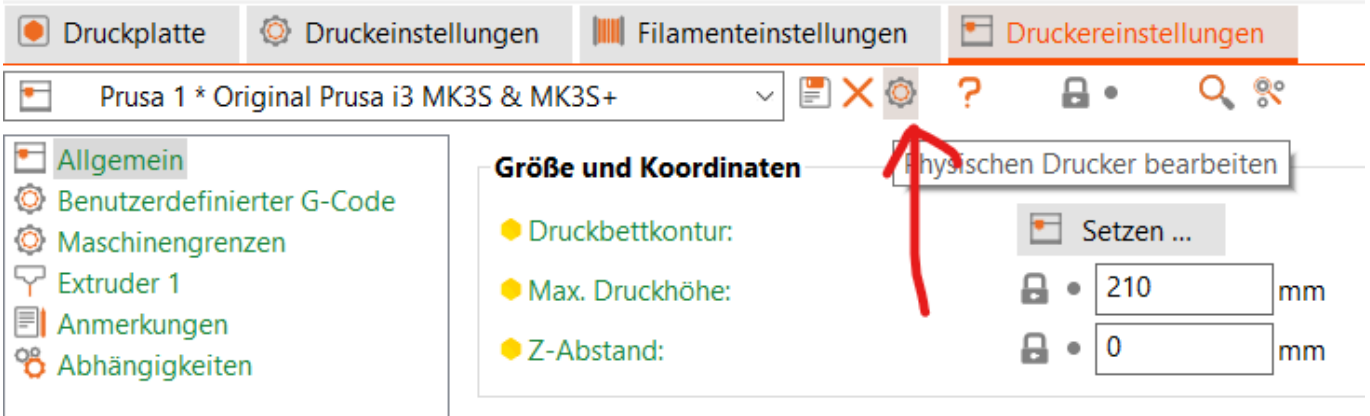 Druckplatte Druckeinstellungen Filamenteinstellungen Druckereinstellungen
Prusa 1 * Original Prusa i3 MK3S & MK3S+
Allgemein
Benutzerdefinierter G-Code
Maschinengrenzen
Extruder 1
Anmerkungen
Abhängigkeiten
Größe und Koordinaten
Physischen Drucker bearbeiten
Druckbettkontur: Setzen ...
Max. Druckhöhe: 210 mm
Z-Abstand: 0 mm